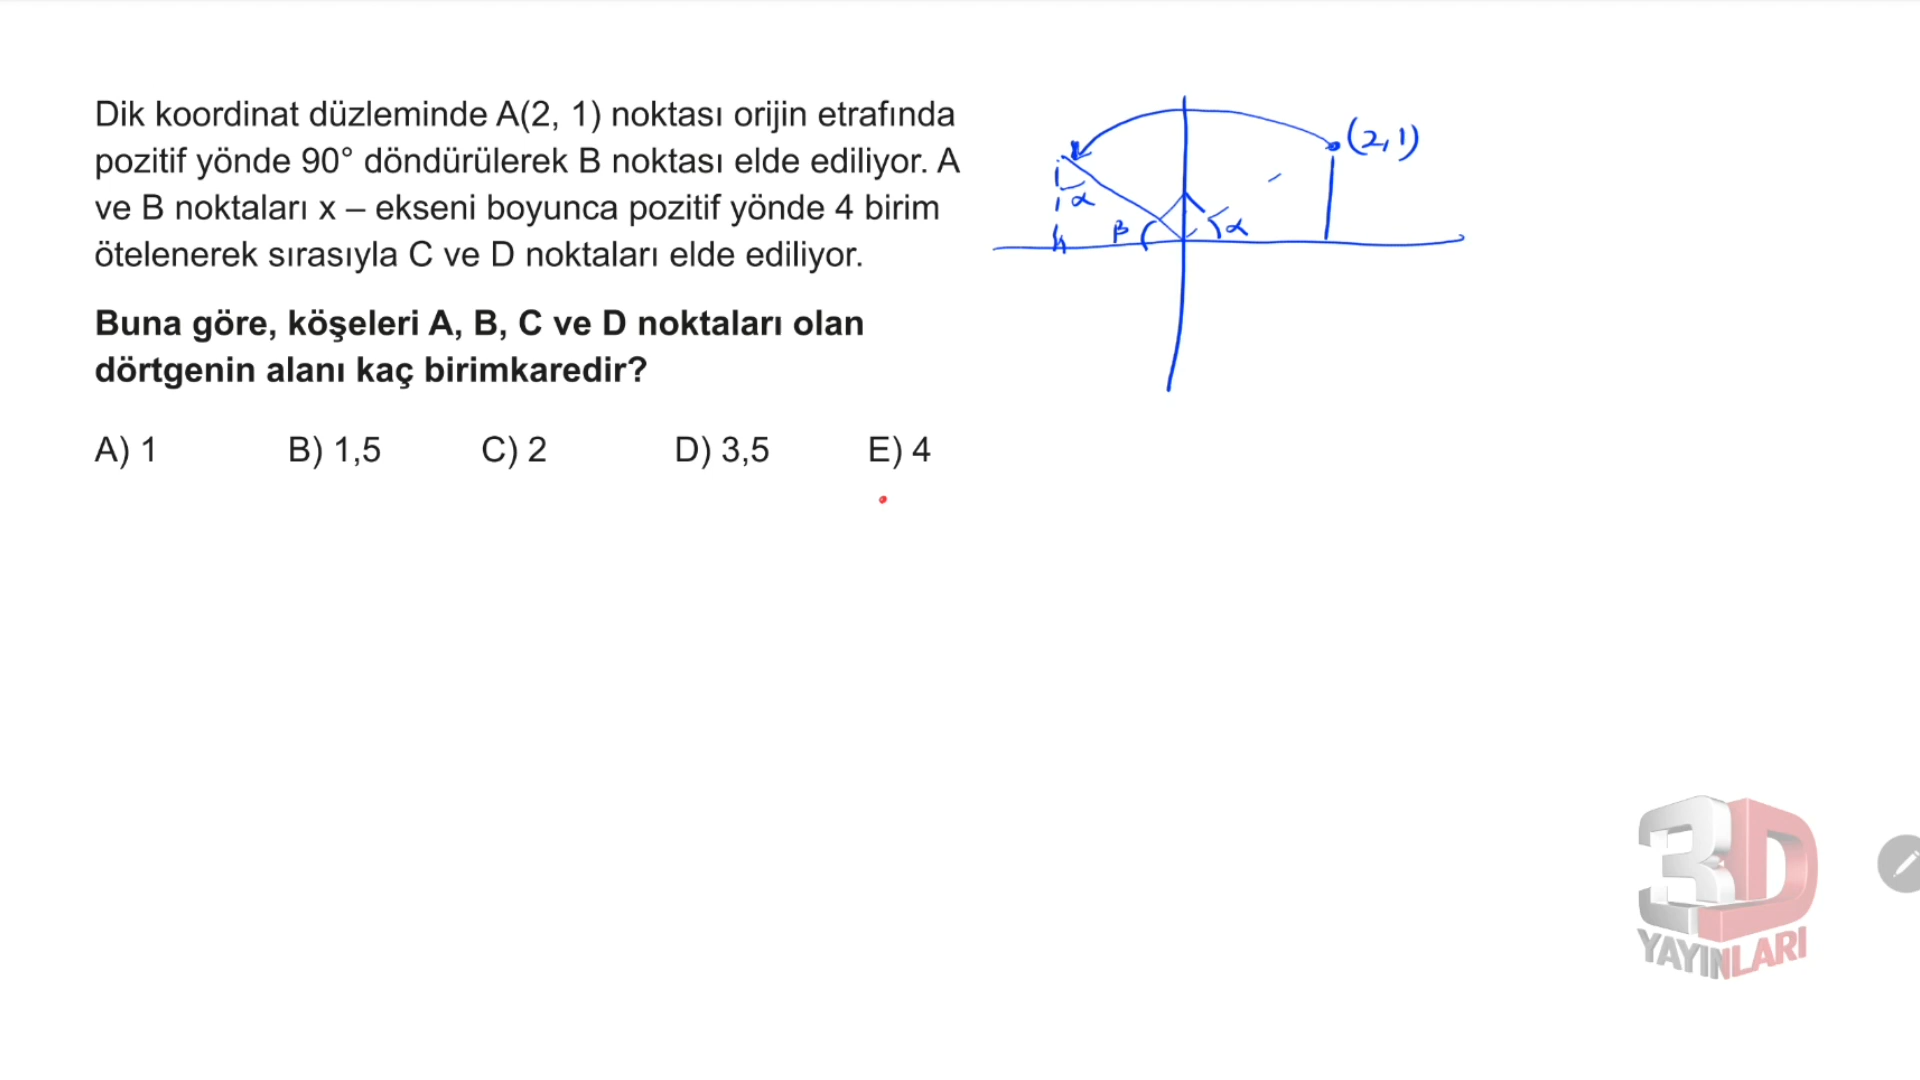 Dik koordinat düzleminde A(2, 1) noktası orijin etrafında
pozitif yönde 90° döndürülerek B noktası elde ediliyor. A
ve B noktaları x – ekseni boyunca pozitif yönde 4 birim
ötelenerek sırasıyla C ve D noktaları elde ediliyor.
Buna göre, köşeleri A, B, C ve D noktaları olan
dörtgenin alanı kaç birimkaredir?
A) 1 B) 1,5 C) 2 D) 3,5 E) 4
(2,1)
α
β α
3D
YAYINLARI